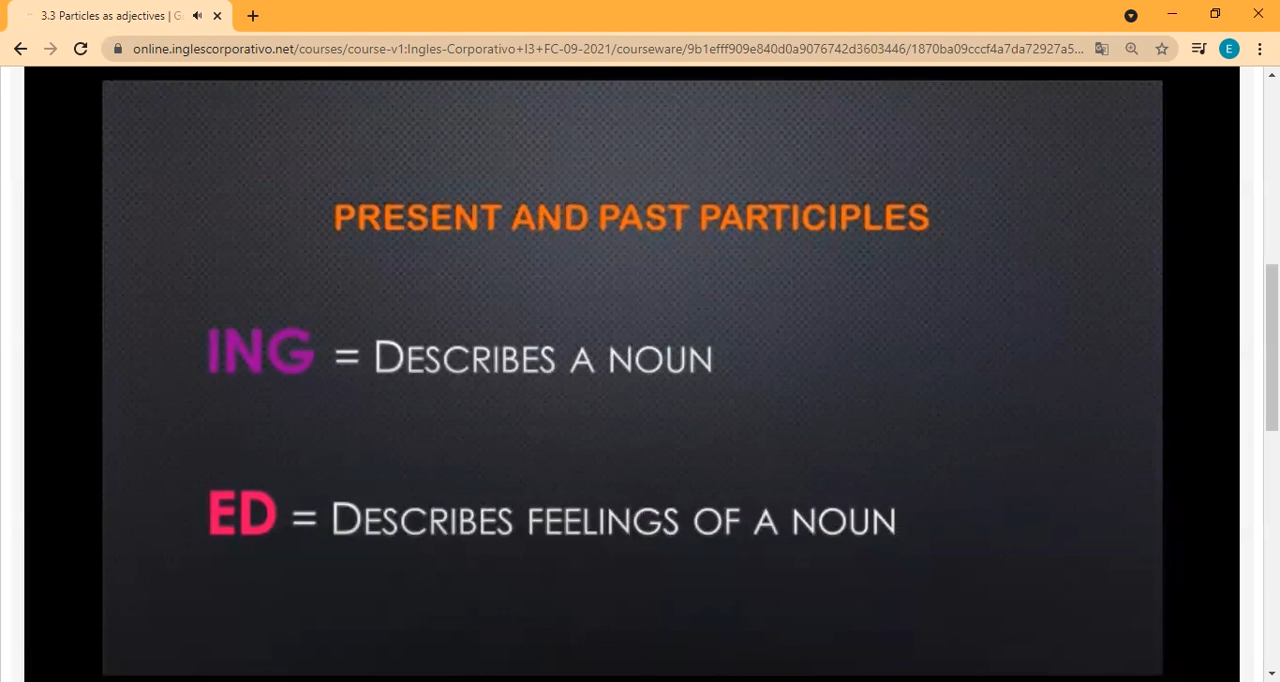 3.3 Particles as adjectives | G
online.inglescorporativo.net/courses/course-v1:Ingles-Corporativo+I3+FC-09-2021/courseware/9b1efff909e840d0a9076742d3603446/1870ba09cccf4a7da72927a5...
E
PRESENT AND PAST PARTICIPLES
ING = DESCRIBES A NOUN
ED = DESCRIBES FEELINGS OF A NOUN